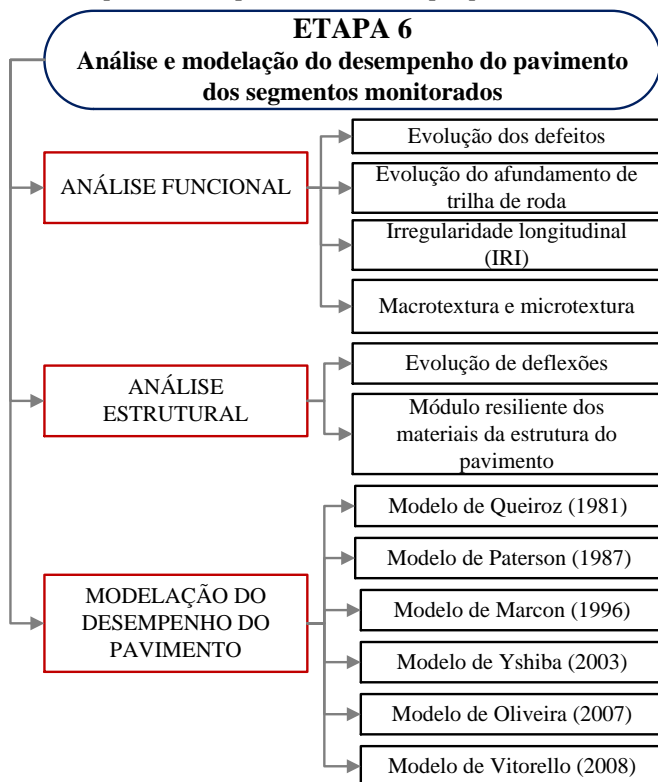 ETAPA 6
Análise e modelação do desempenho do pavimento
dos segmentos monitorados
ANÁLISE FUNCIONAL
Evolução dos defeitos
Evolução do afundamento de
trilha de roda
Irregularidade longitudinal
(IRI)
Macrotextura e microtextura
ANÁLISE
ESTRUTURAL
Evolução de deflexões
Módulo resiliente dos
materiais da estrutura do
pavimento
MODELAÇÃO DO
DESEMPENHO DO
PAVIMENTO
Modelo de Queiroz (1981)
Modelo de Paterson (1987)
Modelo de Marcon (1996)
Modelo de Yshiba (2003)
Modelo de Oliveira (2007)
Modelo de Vitorello (2008)